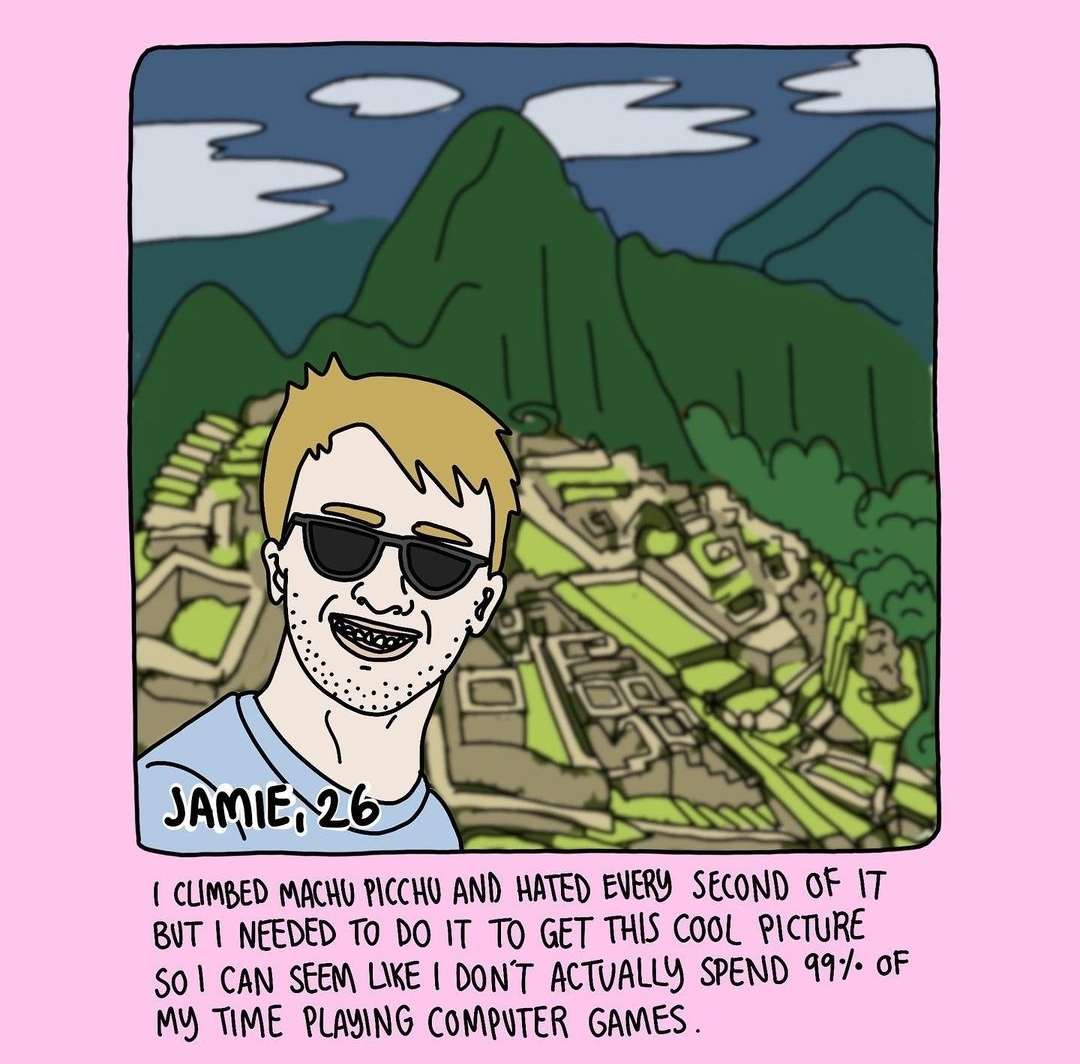 JAMIE, 26
I CLIMBED MACHU PICCHU AND HATED EVERY SECOND OF IT
BUT I NEEDED TO DO IT TO GET THIS COOL PICTURE
SO I CAN SEEM LIKE I DON'T ACTUALLY SPEND 99% OF
MY TIME PLAYING COMPUTER GAMES.